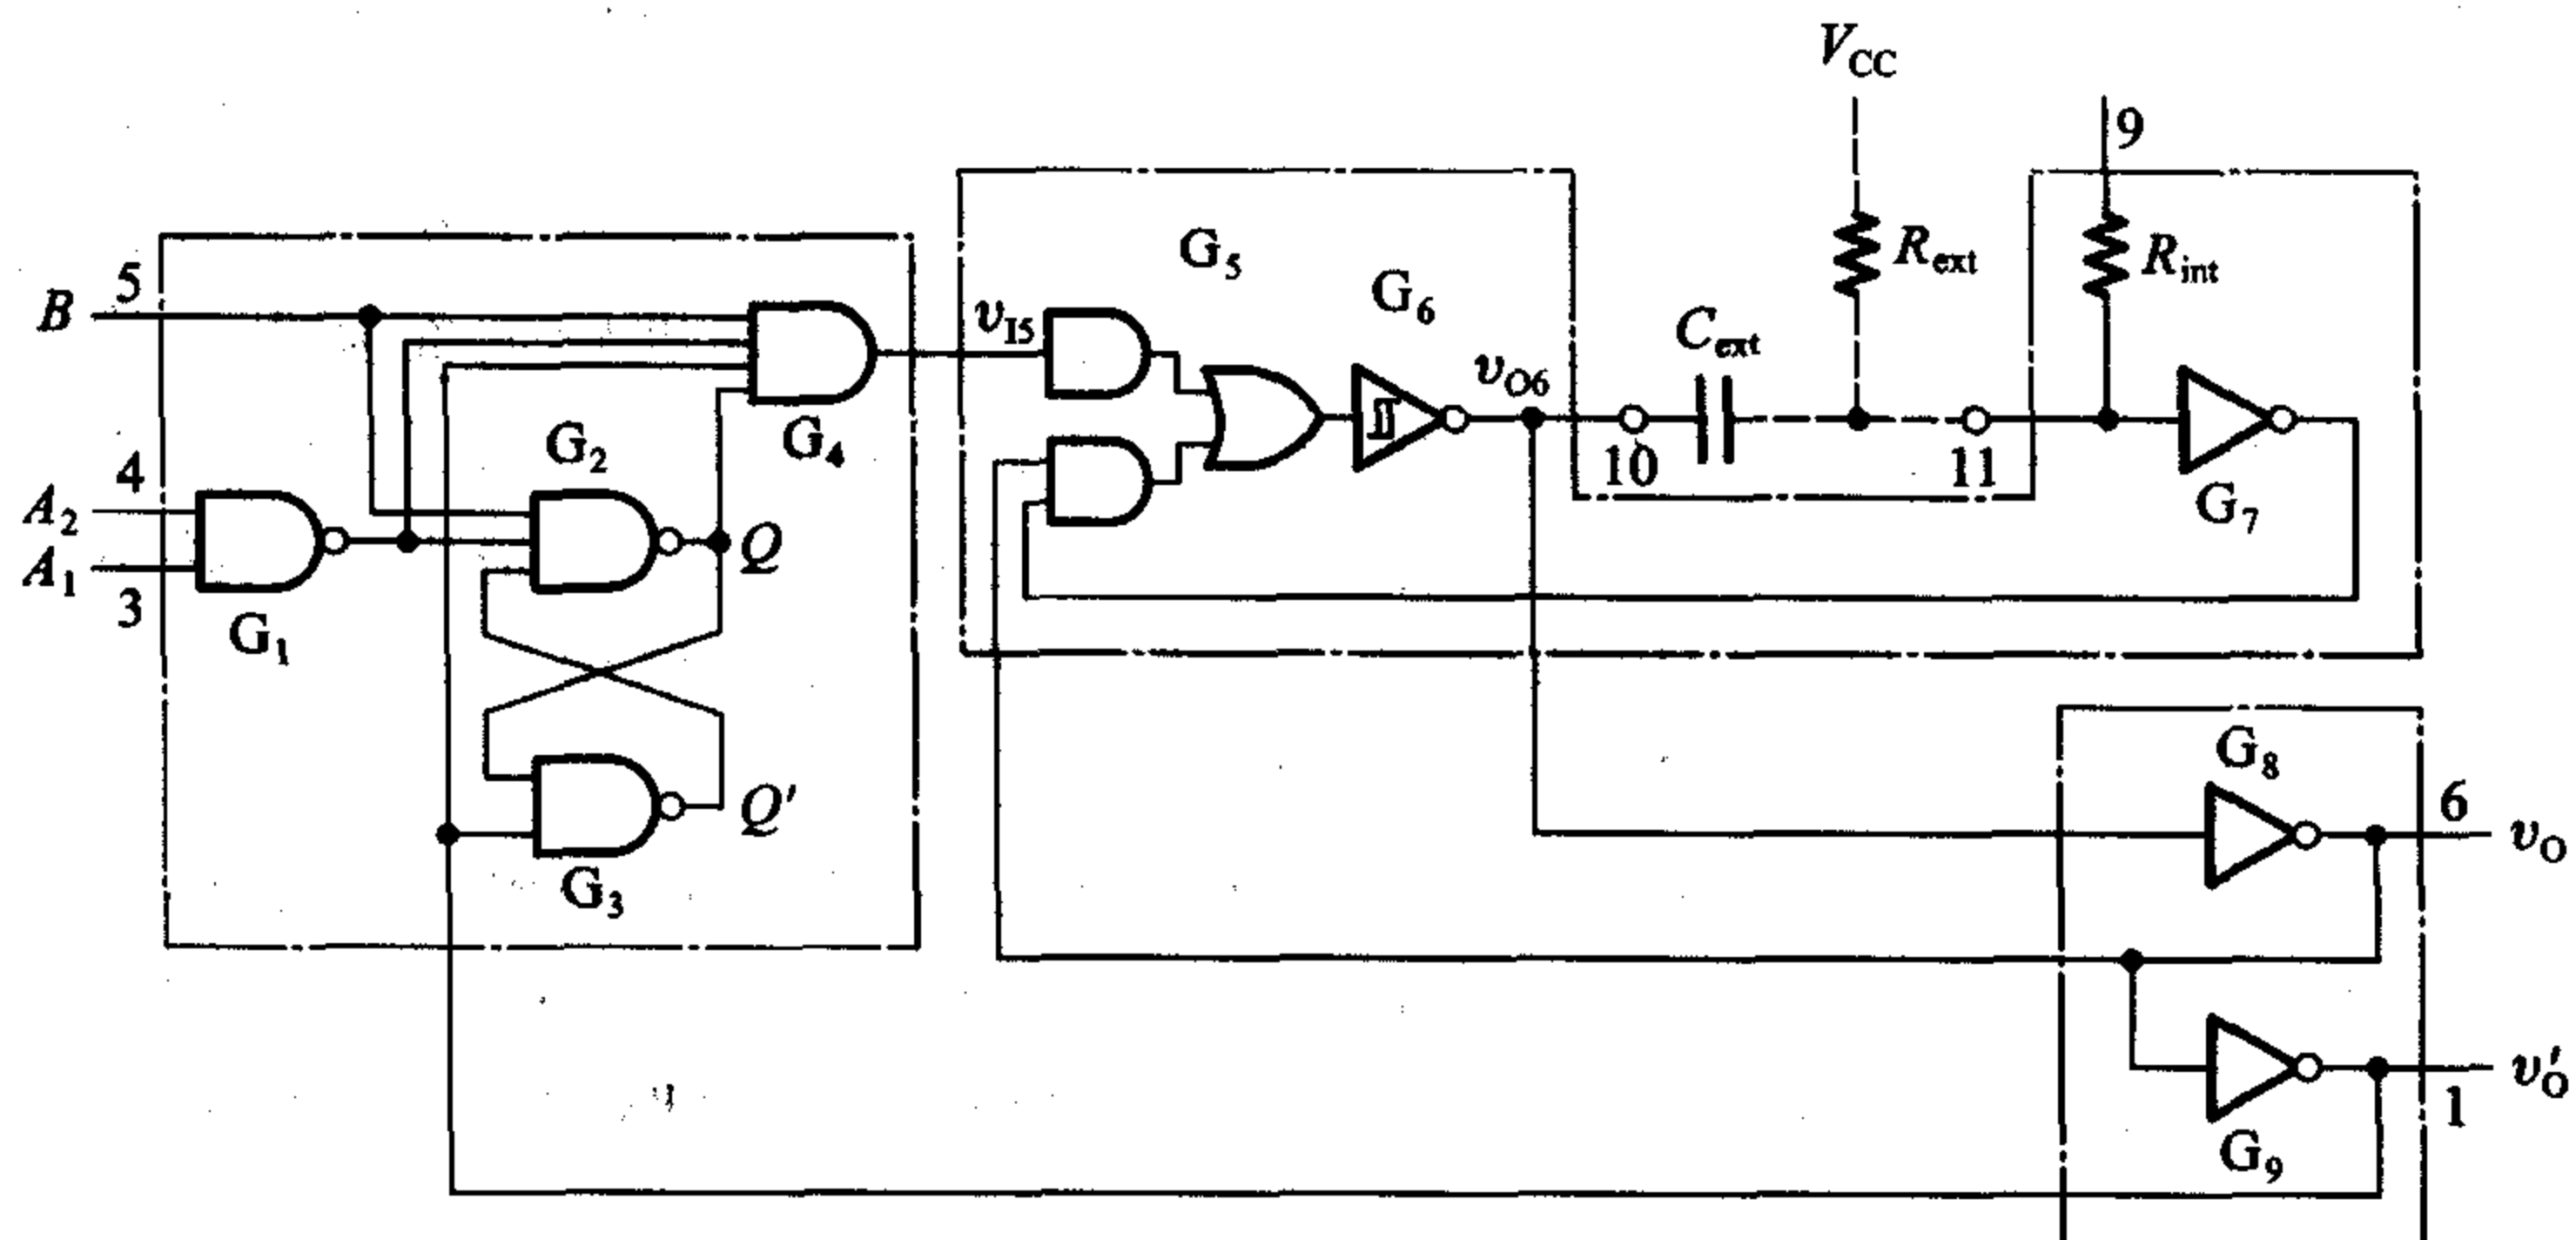 V_CC
9
R_ext
R_int
G_5
G_6
C_ext
v_I5
v_O6
B
5
G_4
G_2
10
11
G_7
A_2
4
A_1
3
G_1
Q
Q'
G_3
G_8
6
v_O
G_9
1
v'_O